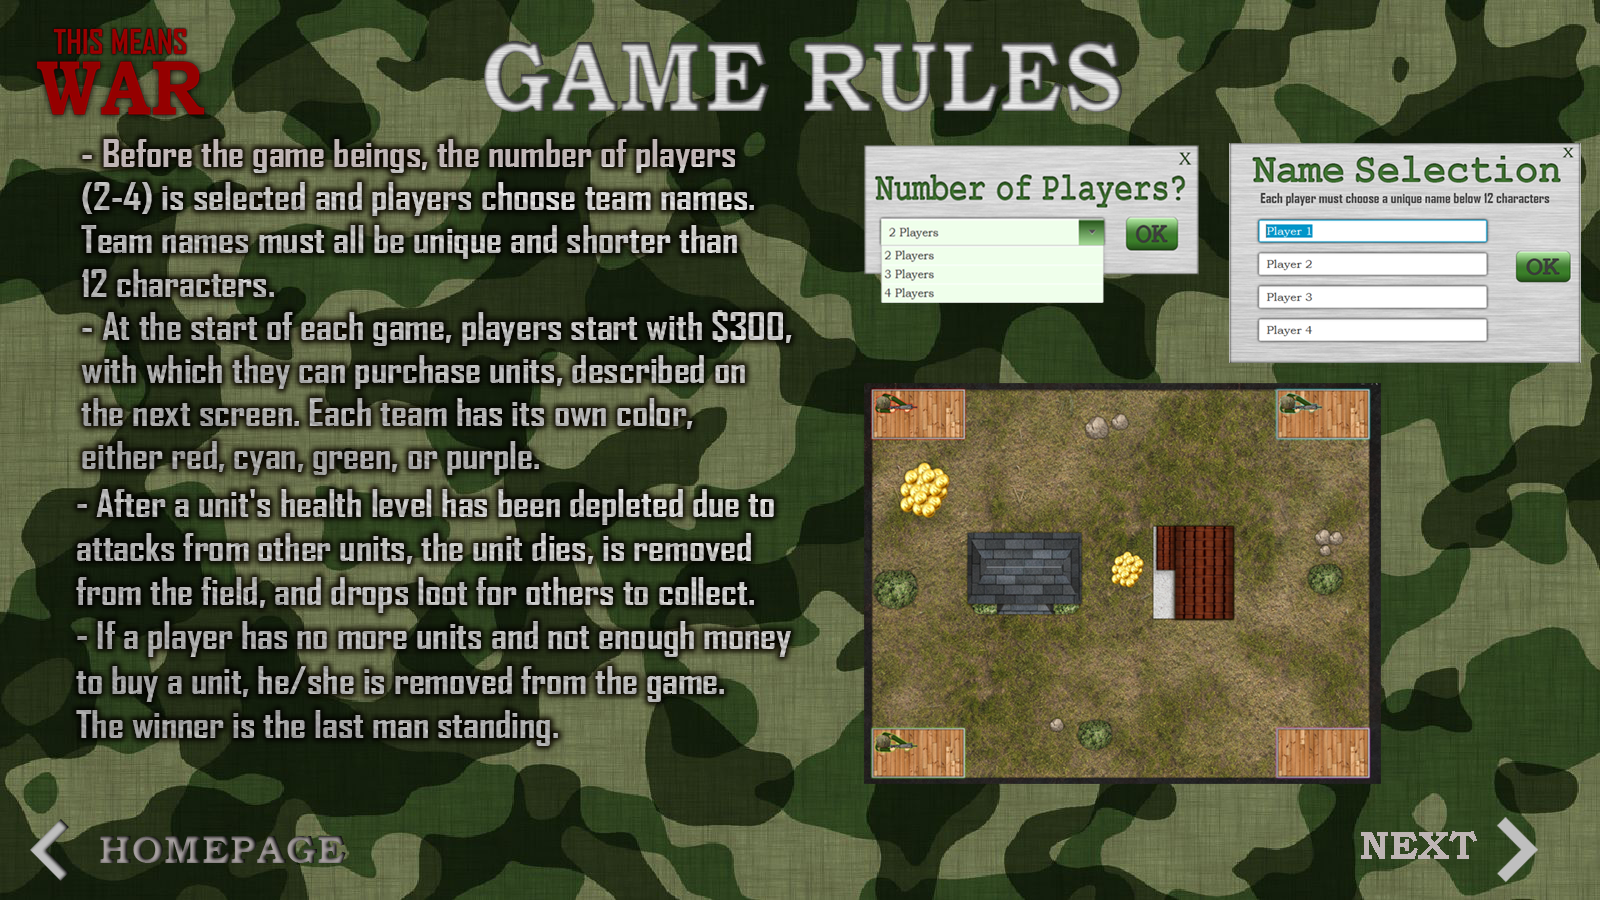 THIS MEANS
WAR
GAME RULES
- Before the game beings, the number of players
(2-4) is selected and players choose team names.
Team names must all be unique and shorter than
12 characters.
- At the start of each game, players start with $300,
with which they can purchase units, described on
the next screen. Each team has its own color,
either red, cyan, green, or purple.
- After a unit's health level has been depleted due to
attacks from other units, the unit dies, is removed
from the field, and drops loot for others to collect.
- If a player has no more units and not enough money
to buy a unit, he/she is removed from the game.
The winner is the last man standing.
X
Number of Players?
2 Players
OK
2 Players
3 Players
4 Players
X
Name Selection
Each player must choose a unique name below 12 characters
Player 1
Player 2
OK
Player 3
Player 4
HOMEPAGE
NEXT